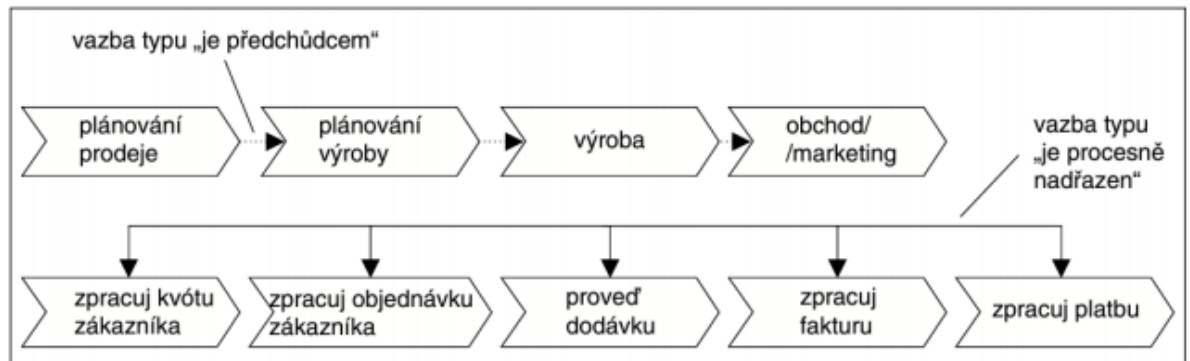 vazba typu „je předchůdcem“
plánování
prodeje
plánování
výroby
výroba
obchod/
/marketing
vazba typu
„je procesně
nadřazen“
zpracuj kvótu
zákazníka
zpracuj objednávku
zákazníka
proveď
dodávku
zpracuj
fakturu
zpracuj platbu